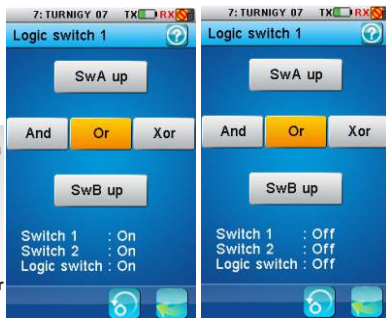 7: TURNIGY 07 TX RX
Logic switch 1 ?
SwA up
And Or Xor
SwB up
Switch 1 : On
Switch 2 : On
Logic switch : On
7: TURNIGY 07 TX RX
Logic switch 1 ?
SwA up
And Or Xor
SwB up
Switch 1 : Off
Switch 2 : Off
Logic switch : Off